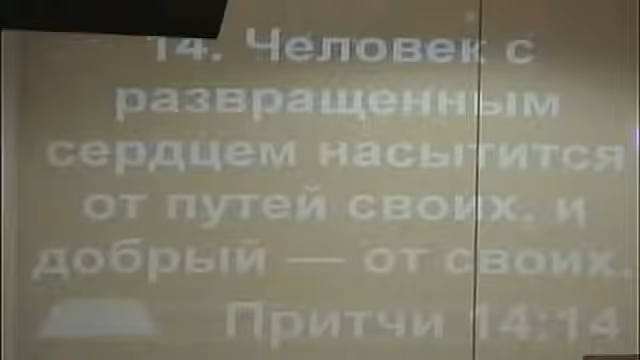 14. Человек с
развращенным
сердцем насытится
от путей своих, и
добрый — от своих.
Притчи 14:14